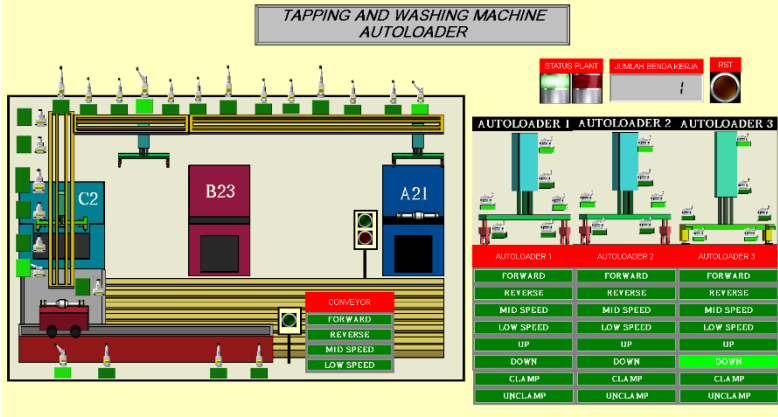 TAPPING AND WASHING MACHINE
AUTOLOADER
STATUS PLANT
JUMLAH BENDA KERJA
RST
1
AUTOLOADER 1
AUTOLOADER 2
AUTOLOADER 3
C2
B23
A21
CONVEYOR
FORWARD
REVERSE
MID SPEED
LOW SPEED
AUTOLOADER 1
AUTOLOADER 2
AUTOLOADER 3
FORWARD
FORWARD
FORWARD
REVERSE
REVERSE
REVERSE
MID SPEED
MID SPEED
MID SPEED
LOW SPEED
LOW SPEED
LOW SPEED
UP
UP
UP
DOWN
DOWN
DOWN
CLAMP
CLAMP
CLAMP
UNCLAMP
UNCLAMP
UNCLAMP